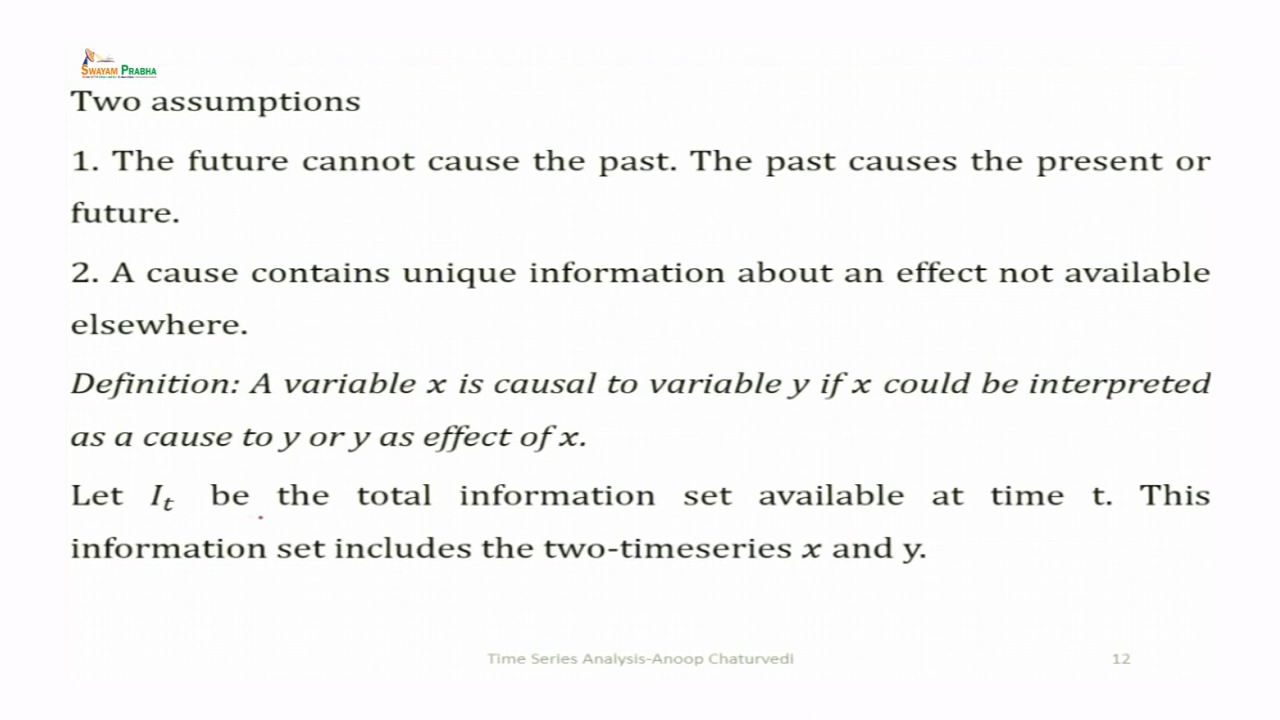 SWAYAM PRABHA
Two assumptions
1. The future cannot cause the past. The past causes the present or
future.
2. A cause contains unique information about an effect not available
elsewhere.
Definition: A variable x is causal to variable y if x could be interpreted
as a cause to y or y as effect of x.
Let I_t be the total information set available at time t. This
information set includes the two-timeseries x and y.
Time Series Analysis-Anoop Chaturvedi 12